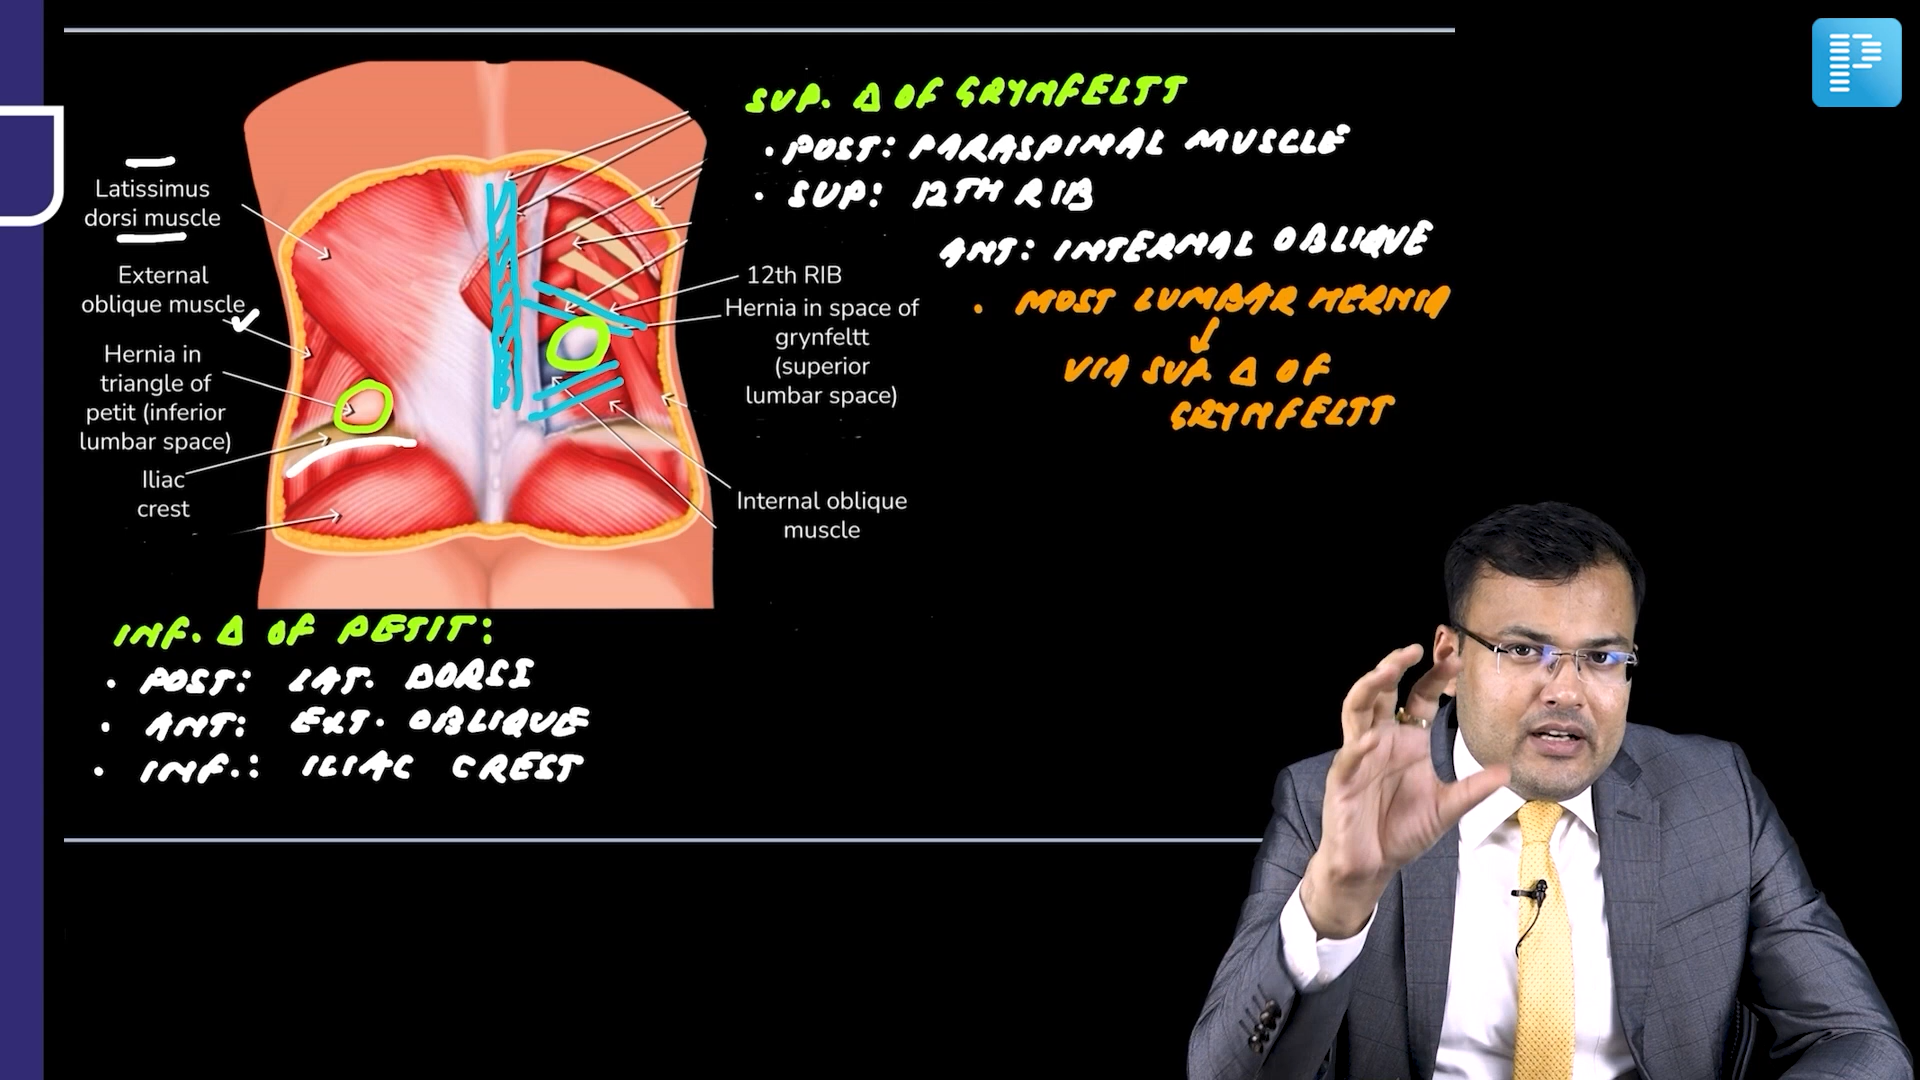 SUP. Δ OF GRYNFELTT
• POST: PARASPINAL MUSCLE
• SUP: 12TH RIB
ANT: INTERNAL OBLIQUE
• MOST LUMBAR HERNIA
↓
VIA SUP. Δ OF
GRYNFELTT
Latissimus
dorsi muscle
External
oblique muscle
Hernia in
triangle of
petit (inferior
lumbar space)
Iliac
crest
12th RIB
Hernia in space of
grynfeltt
(superior
lumbar space)
Internal oblique
muscle
INF. Δ OF PETIT:
• POST: LAT. DORSI
• ANT: EXT. OBLIQUE
• INF.: ILIAC CREST
P